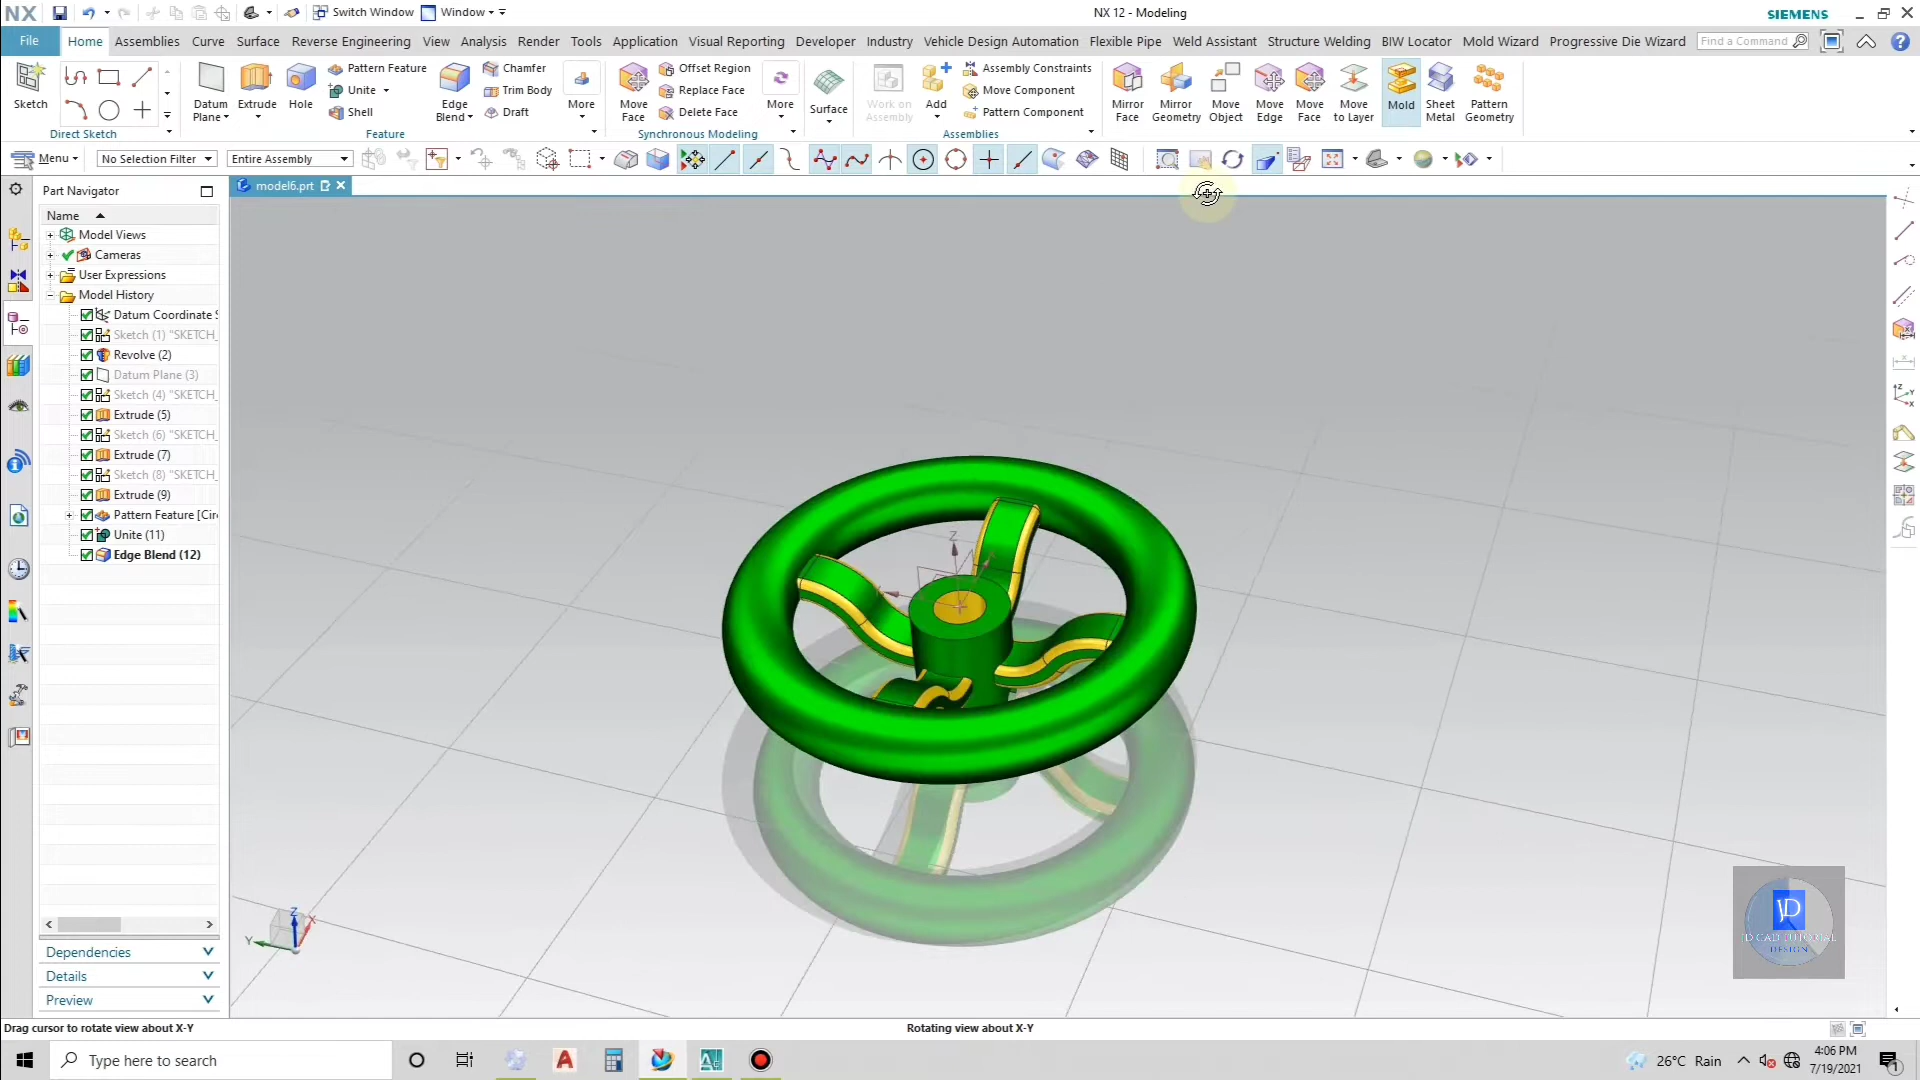 NX
Switch Window Window
NX 12 - Modeling
SIEMENS
File Home Assemblies Curve Surface Reverse Engineering View Analysis Render Tools Application Visual Reporting Developer Industry Vehicle Design Automation Flexible Pipe Weld Assistant Structure Welding BIW Locator Mold Wizard Progressive Die Wizard Find a Command
Sketch
Direct Sketch
Datum Plane
Extrude
Hole
Pattern Feature
Unite
Shell
Edge Blend
Chamfer
Trim Body
Draft
More
Feature
Move Face
Offset Region
Replace Face
Delete Face
More
Synchronous Modeling
Surface
Work on Assembly
Add
Assembly Constraints
Move Component
Pattern Component
Assemblies
Mirror Face
Mirror Geometry
Move Object
Move Edge
Move Face
Move to Layer
Mold
Sheet Metal
Pattern Geometry
Menu
No Selection Filter
Entire Assembly
Part Navigator
model6.prt
Name
Model Views
Cameras
User Expressions
Model History
Datum Coordinate S
Sketch (1) "SKETCH_
Revolve (2)
Datum Plane (3)
Sketch (4) "SKETCH_
Extrude (5)
Sketch (6) "SKETCH_
Extrude (7)
Sketch (8) "SKETCH_
Extrude (9)
Pattern Feature [Cir
Unite (11)
Edge Blend (12)
Z
Z
X
Y
JD
JD CAD TUTORIAL
DESIGN
Dependencies
Details
Preview
Drag cursor to rotate view about X-Y
Rotating view about X-Y
Type here to search
26°C Rain
4:06 PM
7/19/2021
1